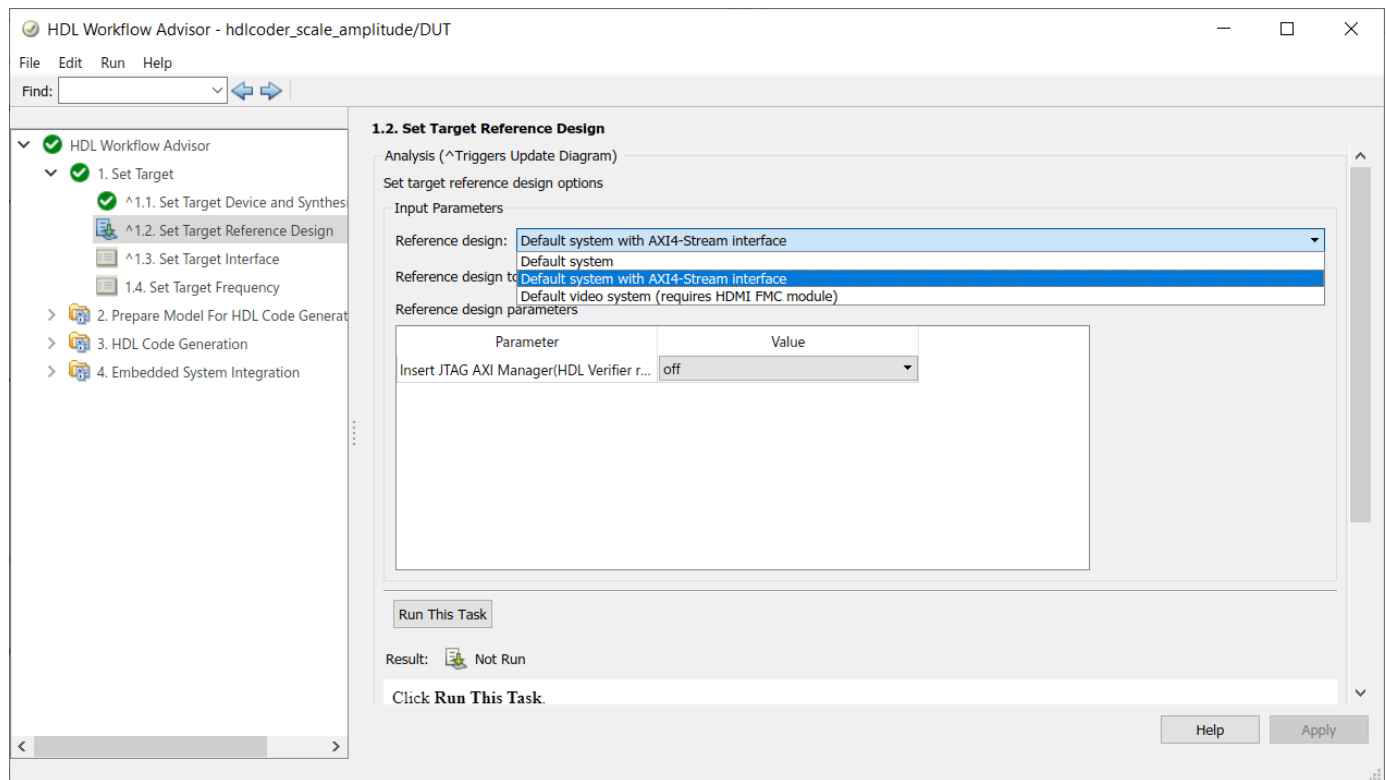 HDL Workflow Advisor - hdlcoder_scale_amplitude/DUT
File Edit Run Help
Find:
HDL Workflow Advisor
1. Set Target
^1.1. Set Target Device and Synthesi
^1.2. Set Target Reference Design
^1.3. Set Target Interface
1.4. Set Target Frequency
2. Prepare Model For HDL Code Generat
3. HDL Code Generation
4. Embedded System Integration
1.2. Set Target Reference Design
Analysis (^Triggers Update Diagram)
Set target reference design options
Input Parameters
Reference design: Default system with AXI4-Stream interface
Default system
Reference design to
Default system with AXI4-Stream interface
Default video system (requires HDMI FMC module)
Reference design parameters
Parameter Value
Insert JTAG AXI Manager(HDL Verifier r... off
Run This Task
Result: Not Run
Click Run This Task.
Help Apply